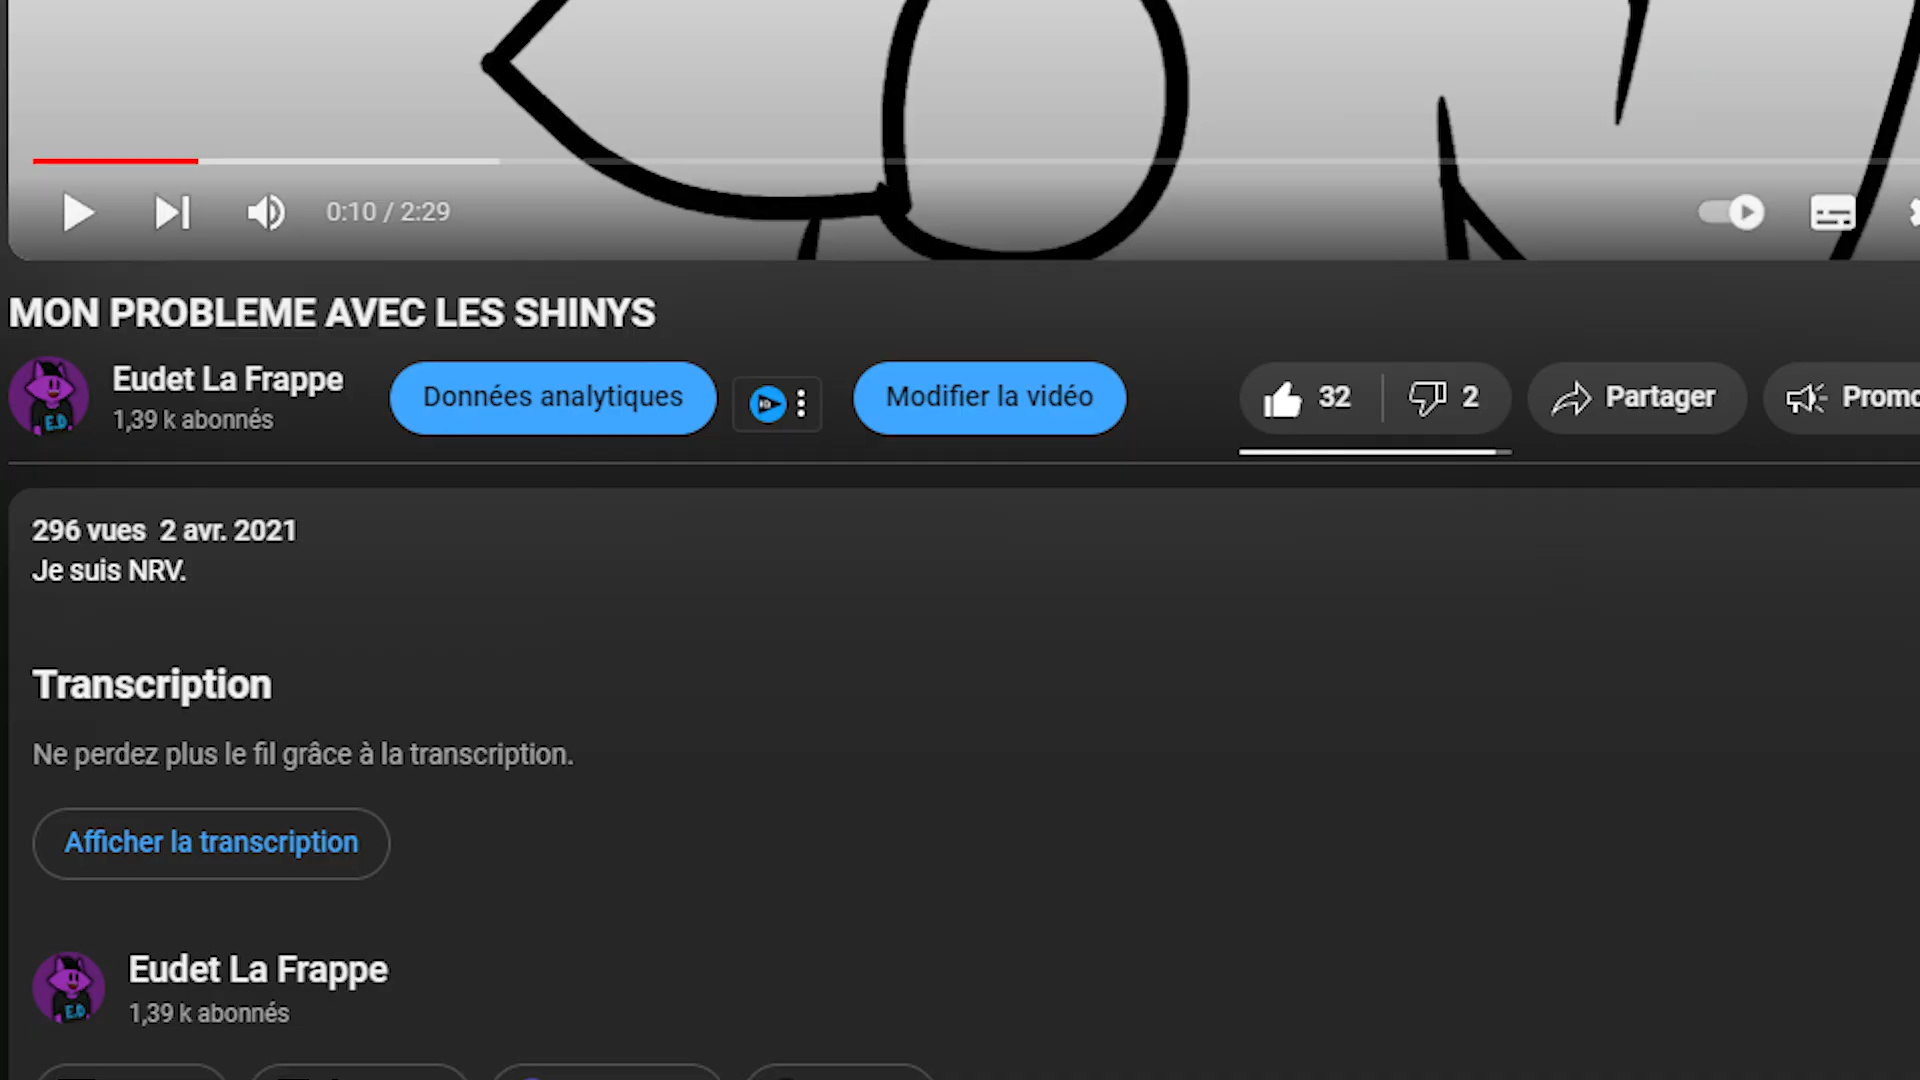 0:10 / 2:29
MON PROBLEME AVEC LES SHINYS
Eudet La Frappe
1,39 k abonnés
Données analytiques
Modifier la vidéo
32
2
Partager
Promo
296 vues 2 avr. 2021
Je suis NRV.
Transcription
Ne perdez plus le fil grâce à la transcription.
Afficher la transcription
E.D.
Eudet La Frappe
1,39 k abonnés